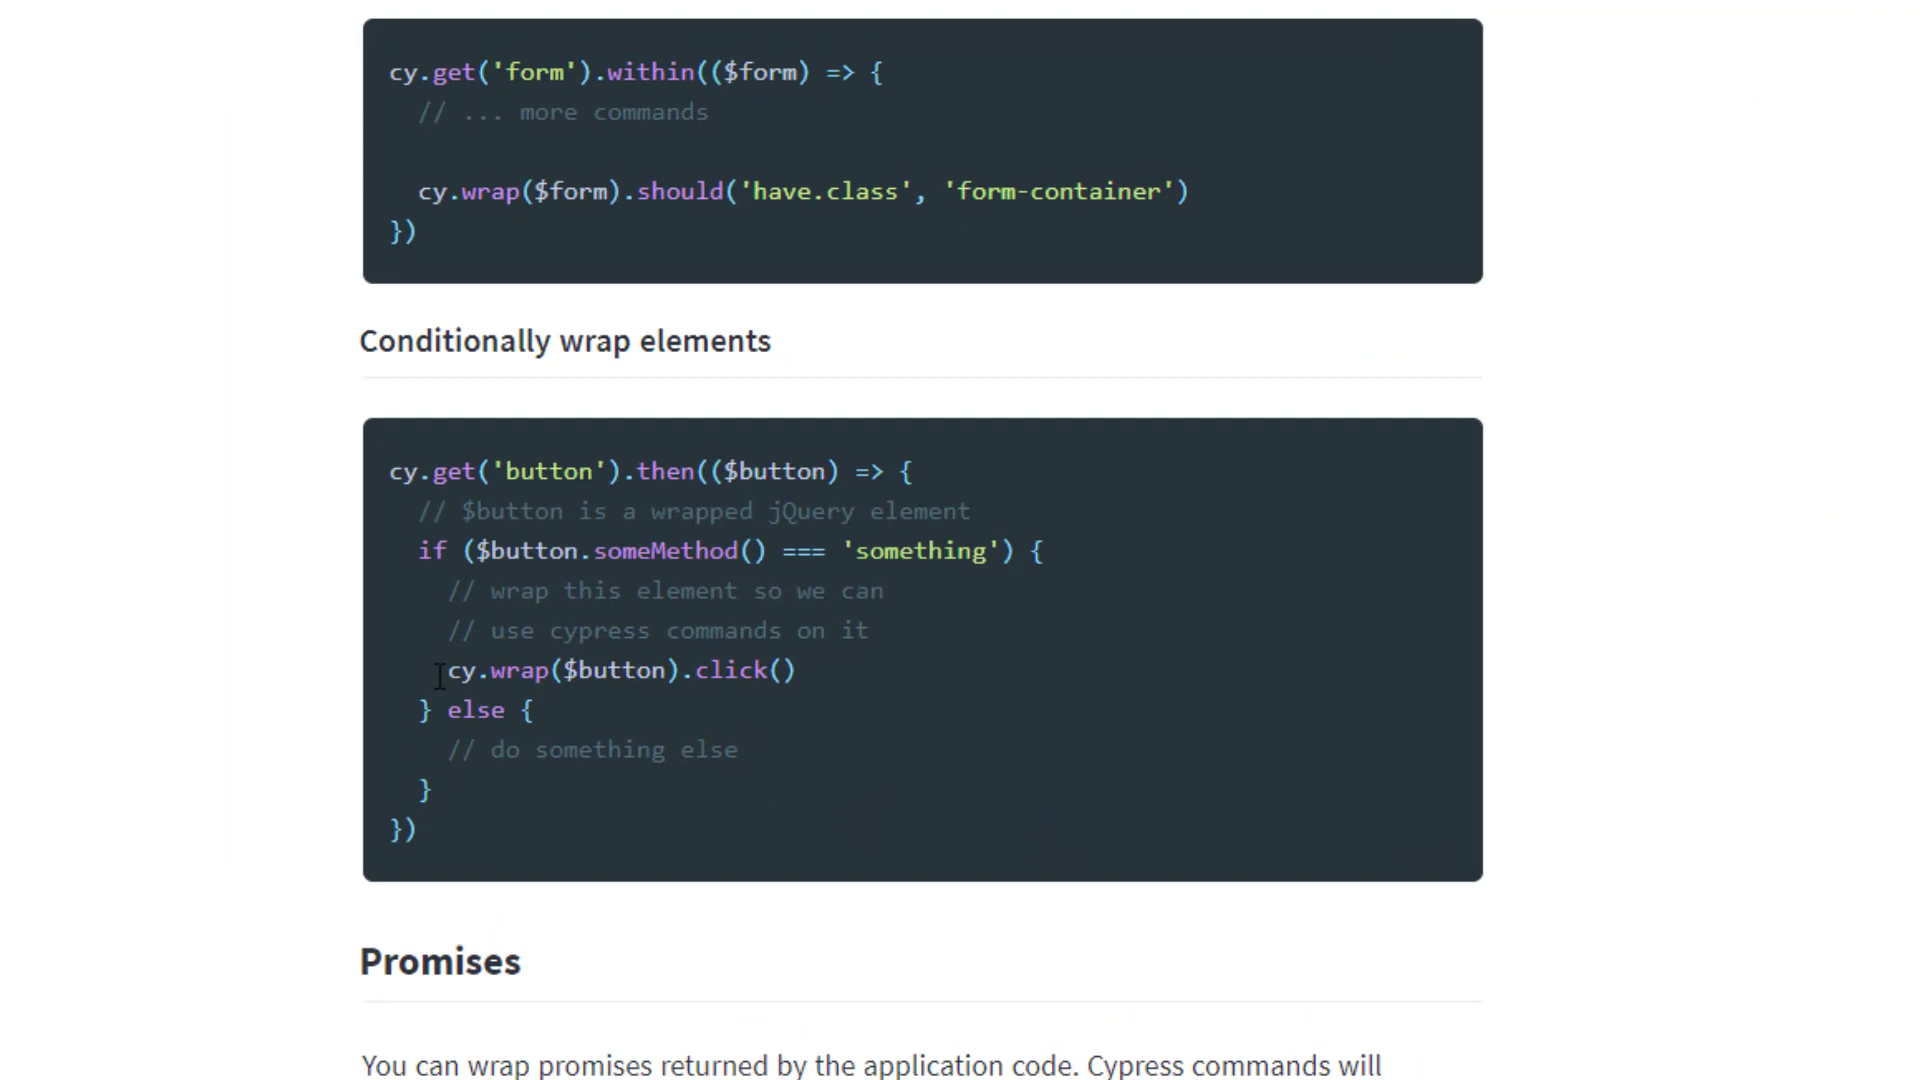 cy.get('form').within(($form) => {
// ... more commands
cy.wrap($form).should('have.class', 'form-container')
})
Conditionally wrap elements
cy.get('button').then(($button) => {
// $button is a wrapped jQuery element
if ($button.someMethod() === 'something') {
// wrap this element so we can
// use cypress commands on it
cy.wrap($button).click()
} else {
// do something else
}
})
Promises
You can wrap promises returned by the application code. Cypress commands will